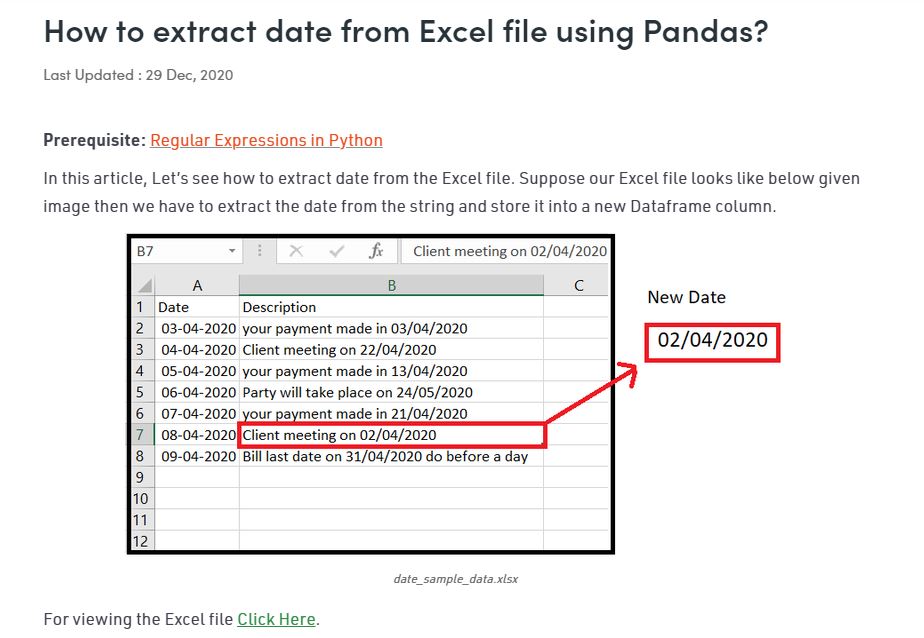 How to extract date from Excel file using Pandas?
Last Updated : 29 Dec, 2020
Prerequisite: Regular Expressions in Python
In this article, Let's see how to extract date from the Excel file. Suppose our Excel file looks like below given
image then we have to extract the date from the string and store it into a new Dataframe column.
B7 fx Client meeting on 02/04/2020
A B C
1 Date Description
2 03-04-2020 your payment made in 03/04/2020
3 04-04-2020 Client meeting on 22/04/2020
4 05-04-2020 your payment made in 13/04/2020
5 06-04-2020 Party will take place on 24/05/2020
6 07-04-2020 your payment made in 21/04/2020
7 08-04-2020 Client meeting on 02/04/2020
8 09-04-2020 Bill last date on 31/04/2020 do before a day
9
10
11
12
New Date
02/04/2020
date_sample_data.xlsx
For viewing the Excel file Click Here.